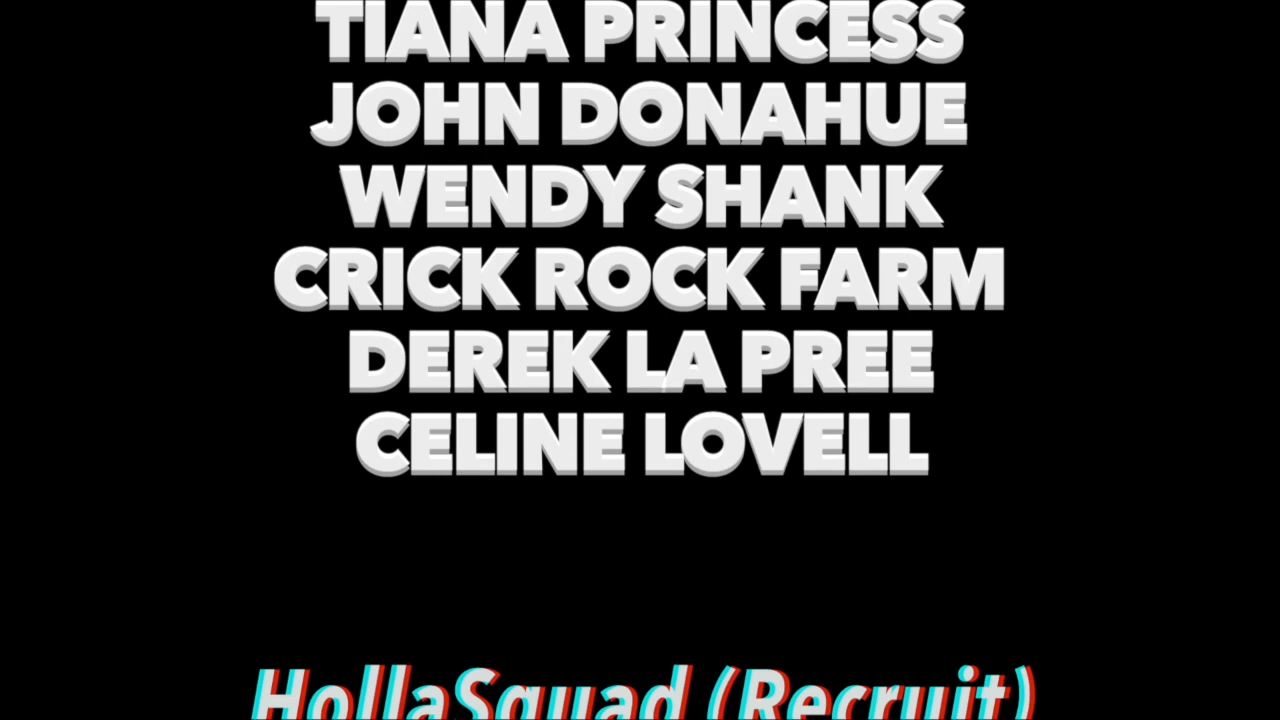 TIANA PRINCESS
JOHN DONAHUE
WENDY SHANK
CRICK ROCK FARM
DEREK LA PREE
CELINE LOVELL
HollaSquad (Recruit)